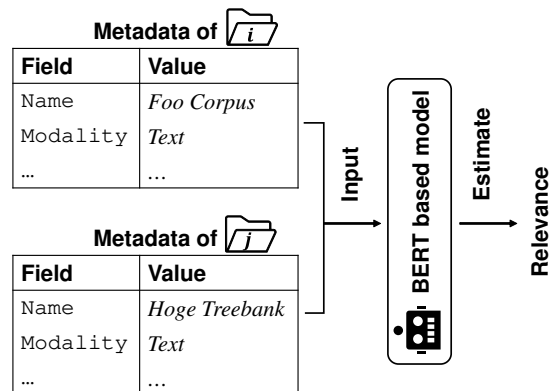 Metadata of i
Field Value
Name Foo Corpus
Modality Text
… …
Metadata of j
Field Value
Name Hoge Treebank
Modality Text
… …
Input
BERT based model
Estimate
Relevance